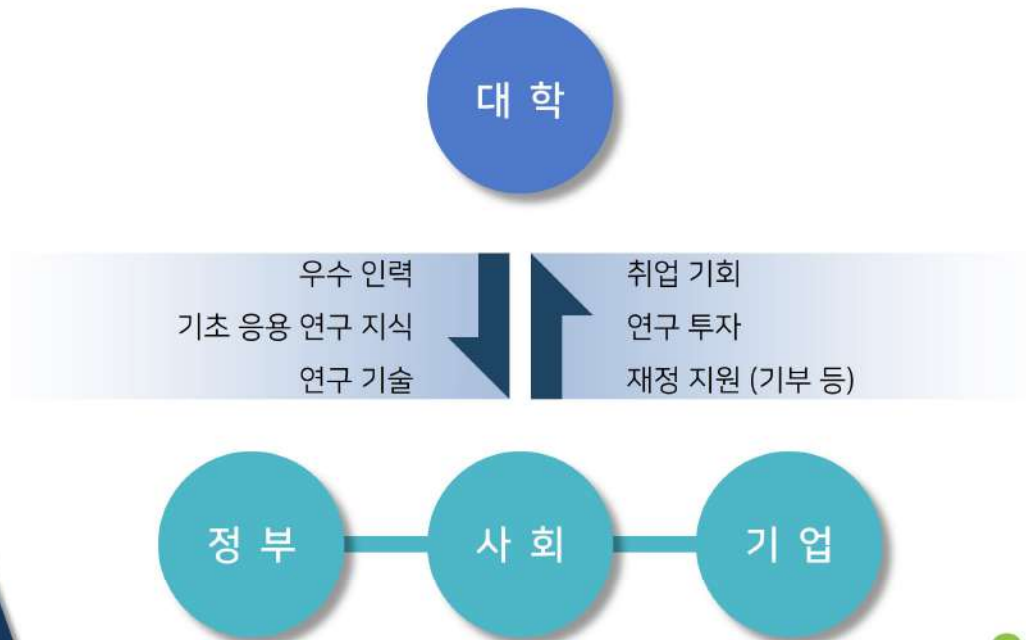 대 학
우수 인력
기초 응용 연구 지식
연구 기술
취업 기회
연구 투자
재정 지원 (기부 등)
정 부
사 회
기 업